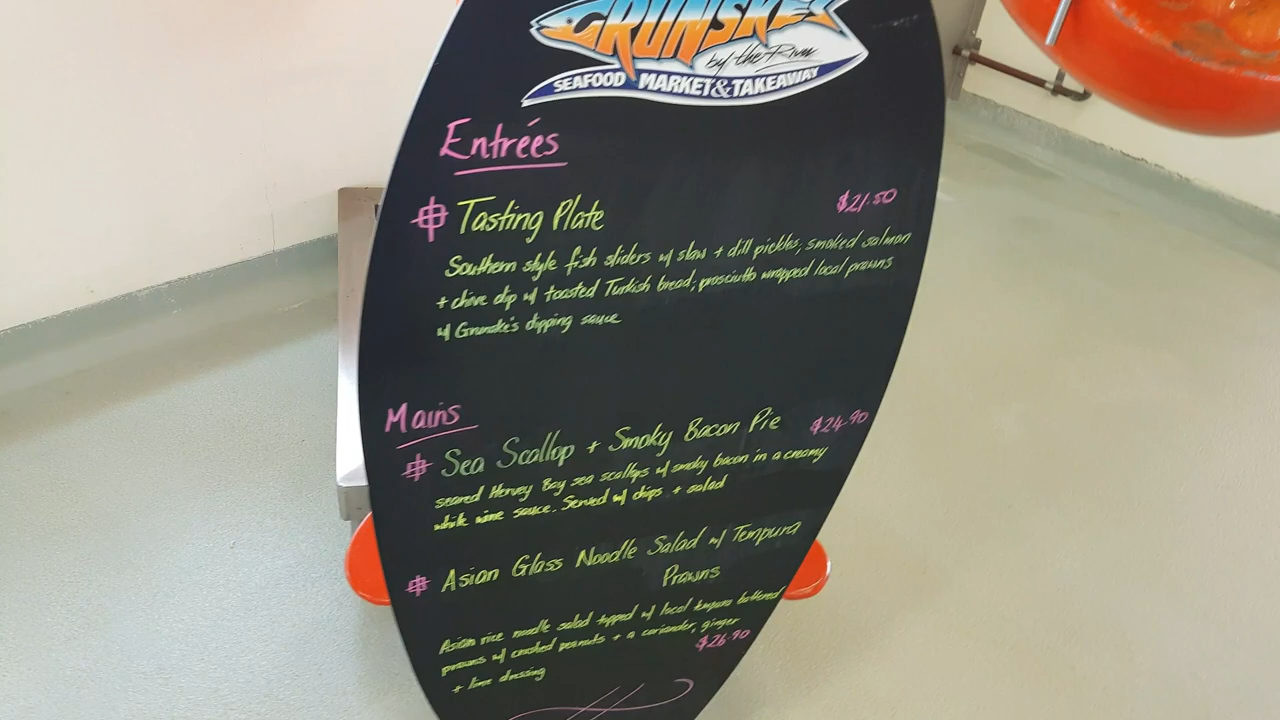 GRUNSKES
by the River
SEAFOOD MARKET & TAKEAWAY
Entrées
Tasting Plate $21.50
Southern style fish sliders w/ slaw + dill pickles, smoked salmon
+ chive dip w/ toasted Turkish bread, prosciutto wrapped local prawns
w/ Grunske's dipping sauce
Mains
Sea Scallop + Smoky Bacon Pie $24.90
seared Hervey Bay sea scallops w/ smoky bacon in a creamy
white wine sauce. Served w/ chips + salad
Asian Glass Noodle Salad w/ Tempura
Prawns
Asian rice noodle salad topped w/ local tempura battered
prawns w/ crushed peanuts + a coriander, ginger
+ lime dressing $26.90